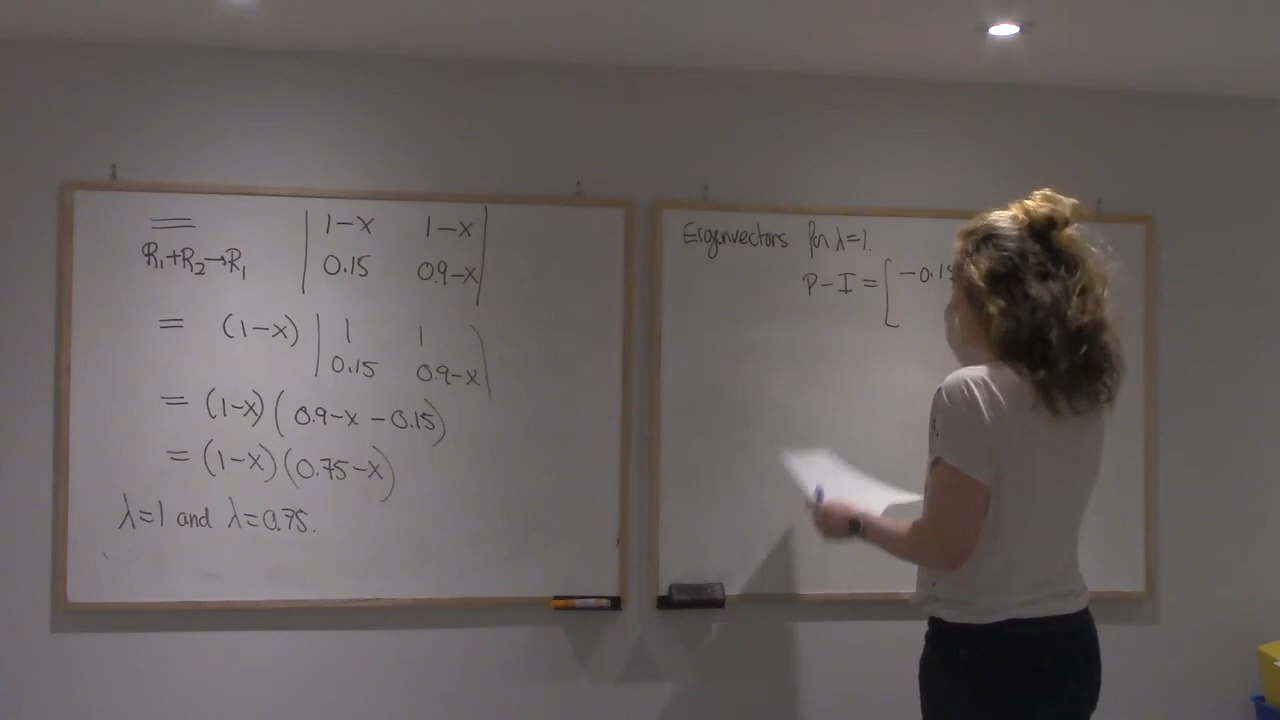 =
R₁+R₂→R₁
| 1-x 1-x |
| 0.15 0.9-x |
= (1-x) | 1 1 |
| 0.15 0.9-x |
= (1-x)(0.9-x-0.15)
= (1-x)(0.75-x)
λ=1 and λ=0.75.
Eigenvectors for λ=1.
P-I = [ -0.15